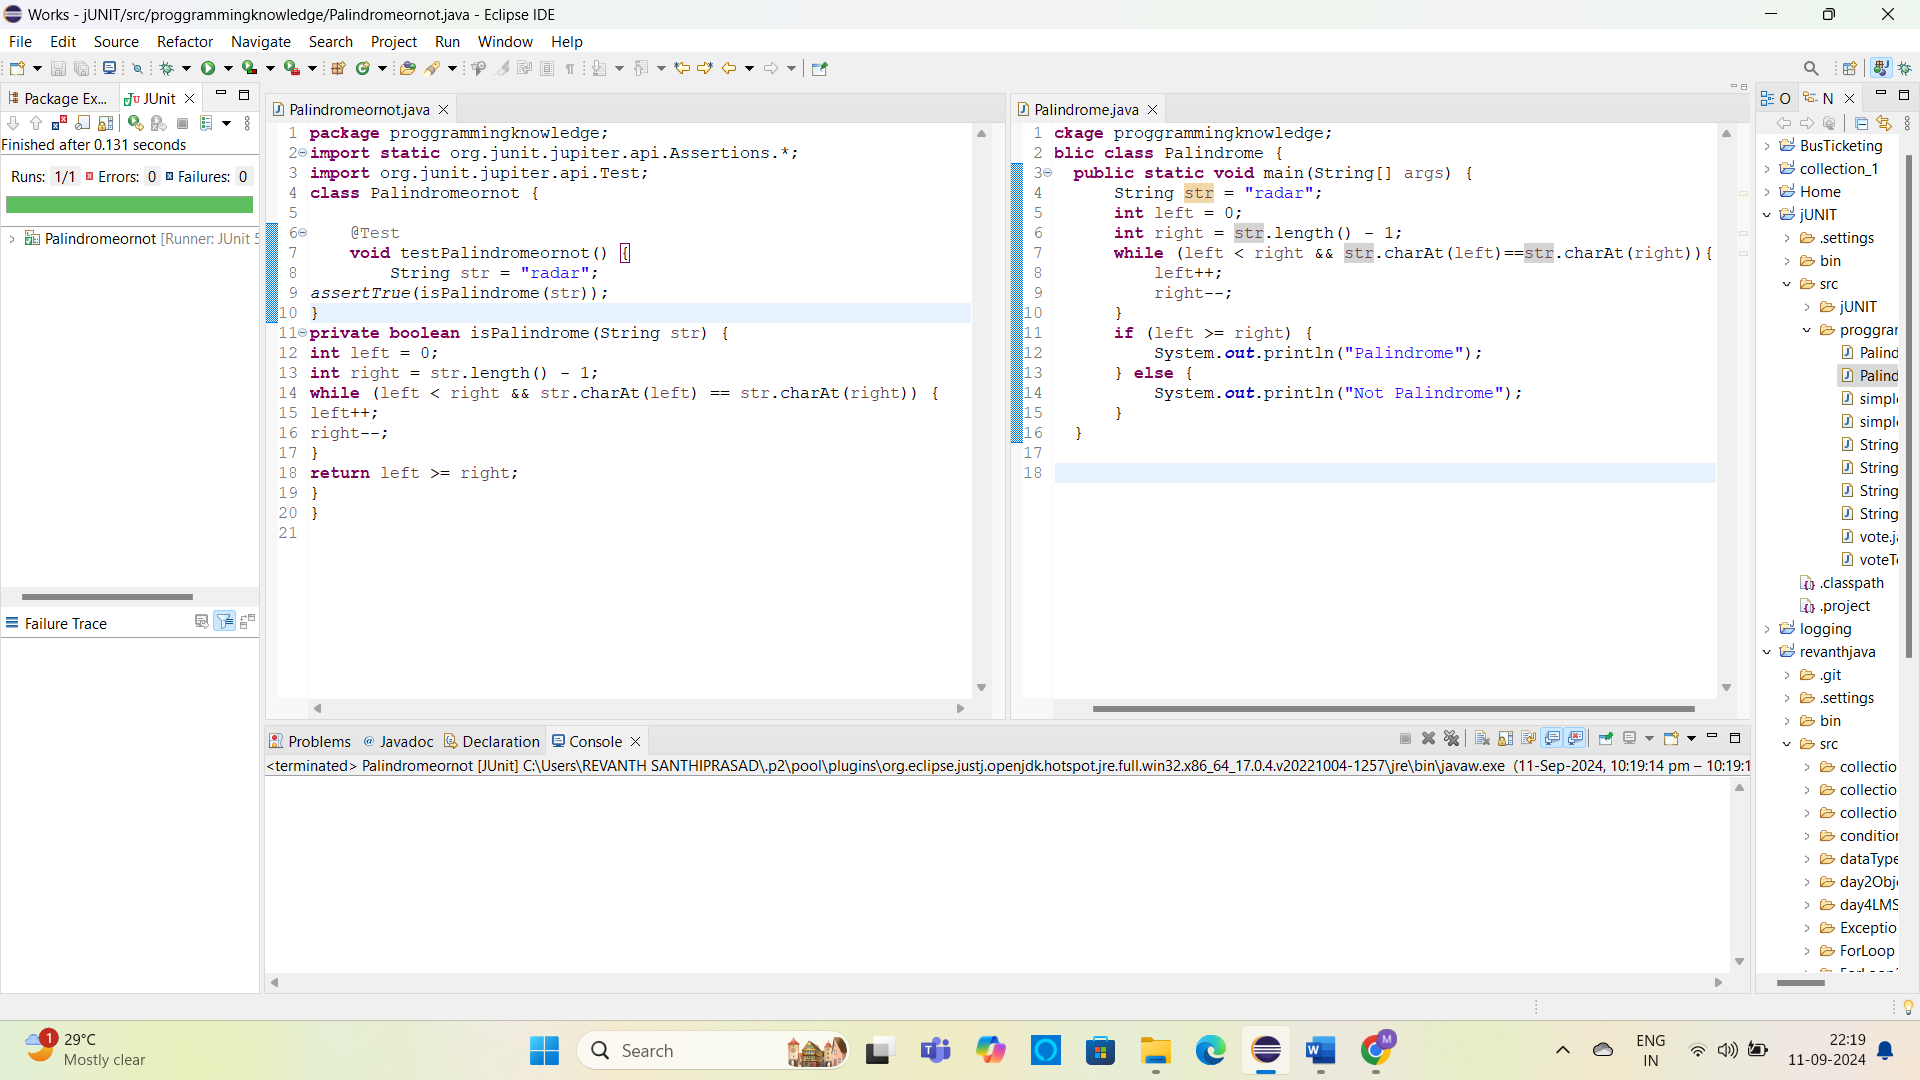 Works - jUNIT/src/proggrammingknowledge/Palindromeornot.java - Eclipse IDE
File Edit Source Refactor Navigate Search Project Run Window Help
Package Ex... JUnit
Finished after 0.131 seconds
Runs: 1/1 Errors: 0 Failures: 0
Palindromeornot [Runner: JUnit 5
Failure Trace
Palindromeornot.java
1 package proggrammingknowledge;
2 import static org.junit.jupiter.api.Assertions.*;
3 import org.junit.jupiter.api.Test;
4 class Palindromeornot {
5
6 @Test
7 void testPalindromeornot() {
8 String str = "radar";
9 assertTrue(isPalindrome(str));
10 }
11 private boolean isPalindrome(String str) {
12 int left = 0;
13 int right = str.length() - 1;
14 while (left < right && str.charAt(left) == str.charAt(right)) {
15 left++;
16 right--;
17 }
18 return left >= right;
19 }
20 }
21
Palindrome.java
1 ckage proggrammingknowledge;
2 blic class Palindrome {
3 public static void main(String[] args) {
4 String str = "radar";
5 int left = 0;
6 int right = str.length() - 1;
7 while (left < right && str.charAt(left)==str.charAt(right)){
8 left++;
9 right--;
10 }
11 if (left >= right) {
12 System.out.println("Palindrome");
13 } else {
14 System.out.println("Not Palindrome");
15 }
16 }
17
18
O N
BusTicketing
collection_1
Home
jUNIT
.settings
bin
src
jUNIT
proggrar
Palind
Palind
simple
simple
String
String
String
String
vote.ja
voteTe
.classpath
.project
logging
revanthjava
.git
.settings
bin
src
collectio
collectio
collectio
condition
dataType
day2Obj
day4LMS
Exceptio
ForLoop
Problems Javadoc Declaration Console
<terminated> Palindromeornot [JUnit] C:\Users\REVANTH SANTHIPRASAD\.p2\pool\plugins\org.eclipse.justj.openjdk.hotspot.jre.full.win32.x86_64_17.0.4.v20221004-1257\jre\bin\javaw.exe (11-Sep-2024, 10:19:14 pm – 10:19:1
1
29°C
Mostly clear
Search
M
ENG
IN
22:19
11-09-2024